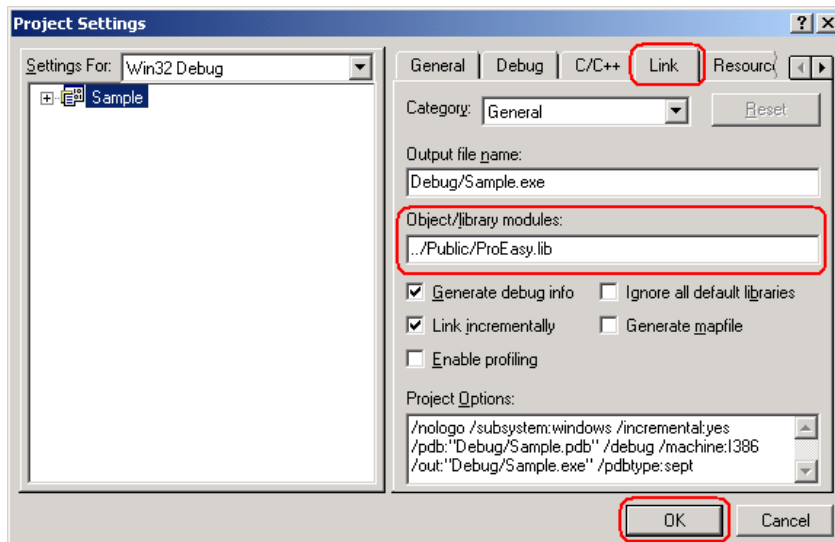 Project Settings
Settings For: Win32 Debug
Sample
General Debug C/C++ Link Resourc
Category: General Reset
Output file name:
Debug/Sample.exe
Object/library modules:
../Public/ProEasy.lib
Generate debug info Ignore all default libraries
Link incrementally Generate mapfile
Enable profiling
Project Options:
/nologo /subsystem:windows /incremental:yes
/pdb:"Debug/Sample.pdb" /debug /machine:I386
/out:"Debug/Sample.exe" /pdbtype:sept
OK Cancel